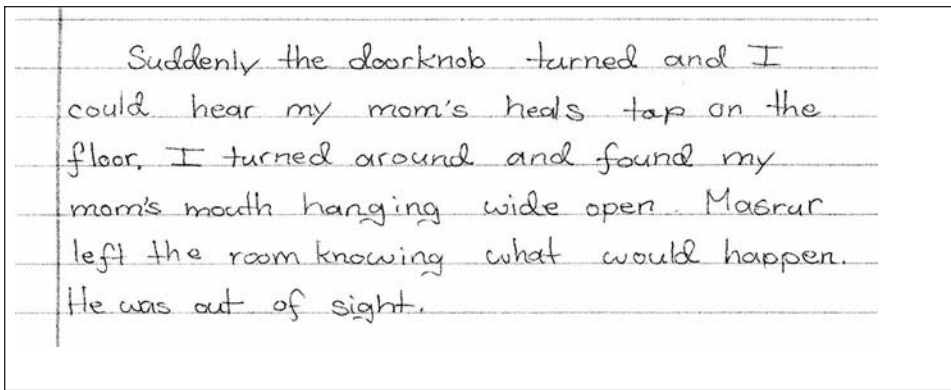 Suddenly the doorknob turned and I
could hear my mom's heals tap on the
floor. I turned around and found my
mom's mouth hanging wide open. Masrur
left the room knowing what would happen.
He was out of sight.